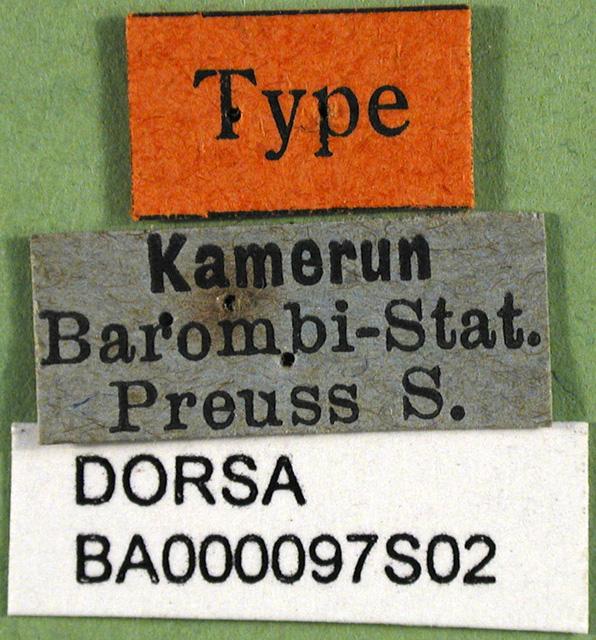 Type
Kamerun
Barombi-Stat.
Preuss S.
DORSA
BA000097S02